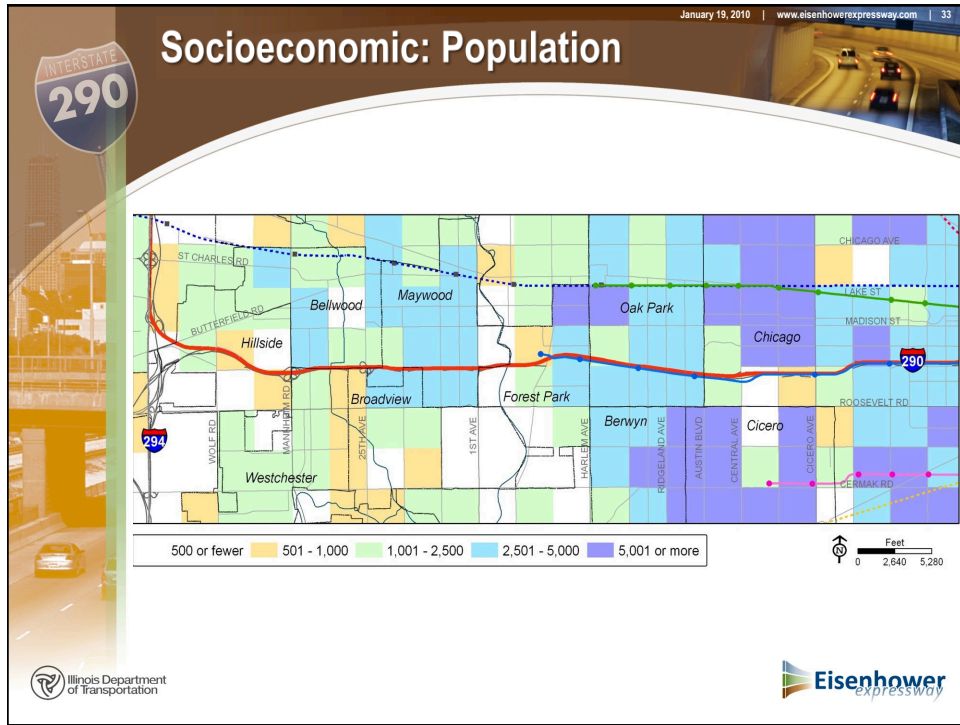 January 19, 2010 | www.eisenhowerexpressway.com | 33
Socioeconomic: Population
INTERSTATE
290
CHICAGO AVE
ST CHARLES RD
LAKE ST
Bellwood
Maywood
Oak Park
BUTTERFIELD RD
MADISON ST
Hillside
Chicago
290
Broadview
Forest Park
ROOSEVELT RD
Berwyn
Cicero
294
WOLF RD
MANNHEIM RD
25TH AVE
1ST AVE
HARLEM AVE
RIDGELAND AVE
AUSTIN BLVD
CENTRAL AVE
CICERO AVE
Westchester
CERMAK RD
500 or fewer 501 - 1,000 1,001 - 2,500 2,501 - 5,000 5,001 or more
N
Feet
0 2,640 5,280
Illinois Department
of Transportation
Eisenhower
expressway